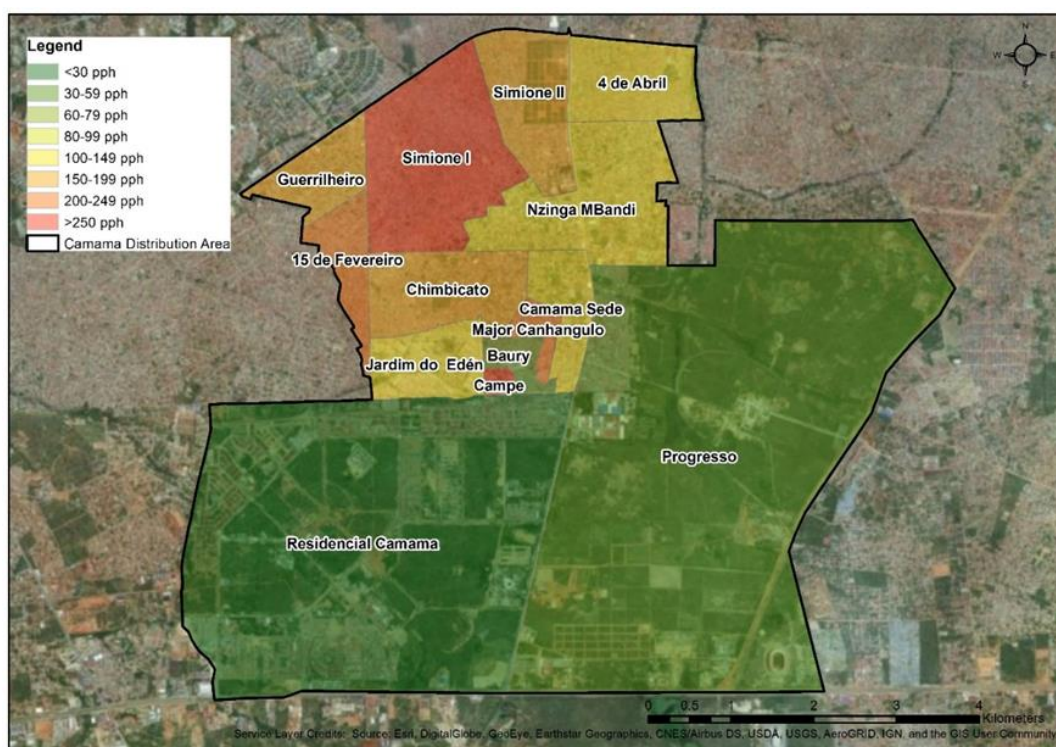 Legend
<30 pph
30-59 pph
60-79 pph
80-99 pph
100-149 pph
150-199 pph
200-249 pph
>250 pph
Camama Distribution Area
N
W
E
S
Simione II
4 de Abril
Simione I
Guerrilheiro
Nzinga MBandi
15 de Fevereiro
Chimbicato
Camama Sede
Major Canhangulo
Baury
Jardim do Edén
Campe
Progresso
Residencial Camama
0 0.5 1 2 3 4
Kilometers
Service Layer Credits: Source: Esri, DigitalGlobe, GeoEye, Earthstar Geographics, CNES/Airbus DS, USDA, USGS, AeroGRID, IGN, and the GIS User Community